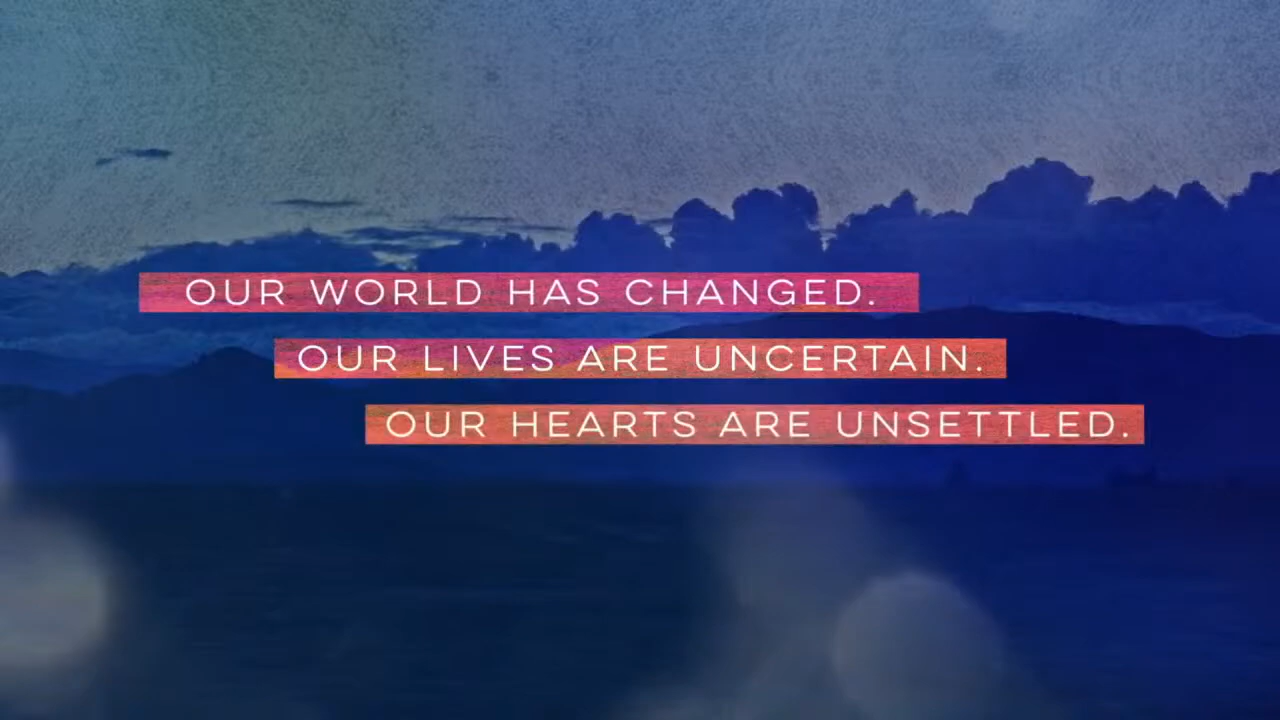 OUR WORLD HAS CHANGED.
OUR LIVES ARE UNCERTAIN.
OUR HEARTS ARE UNSETTLED.